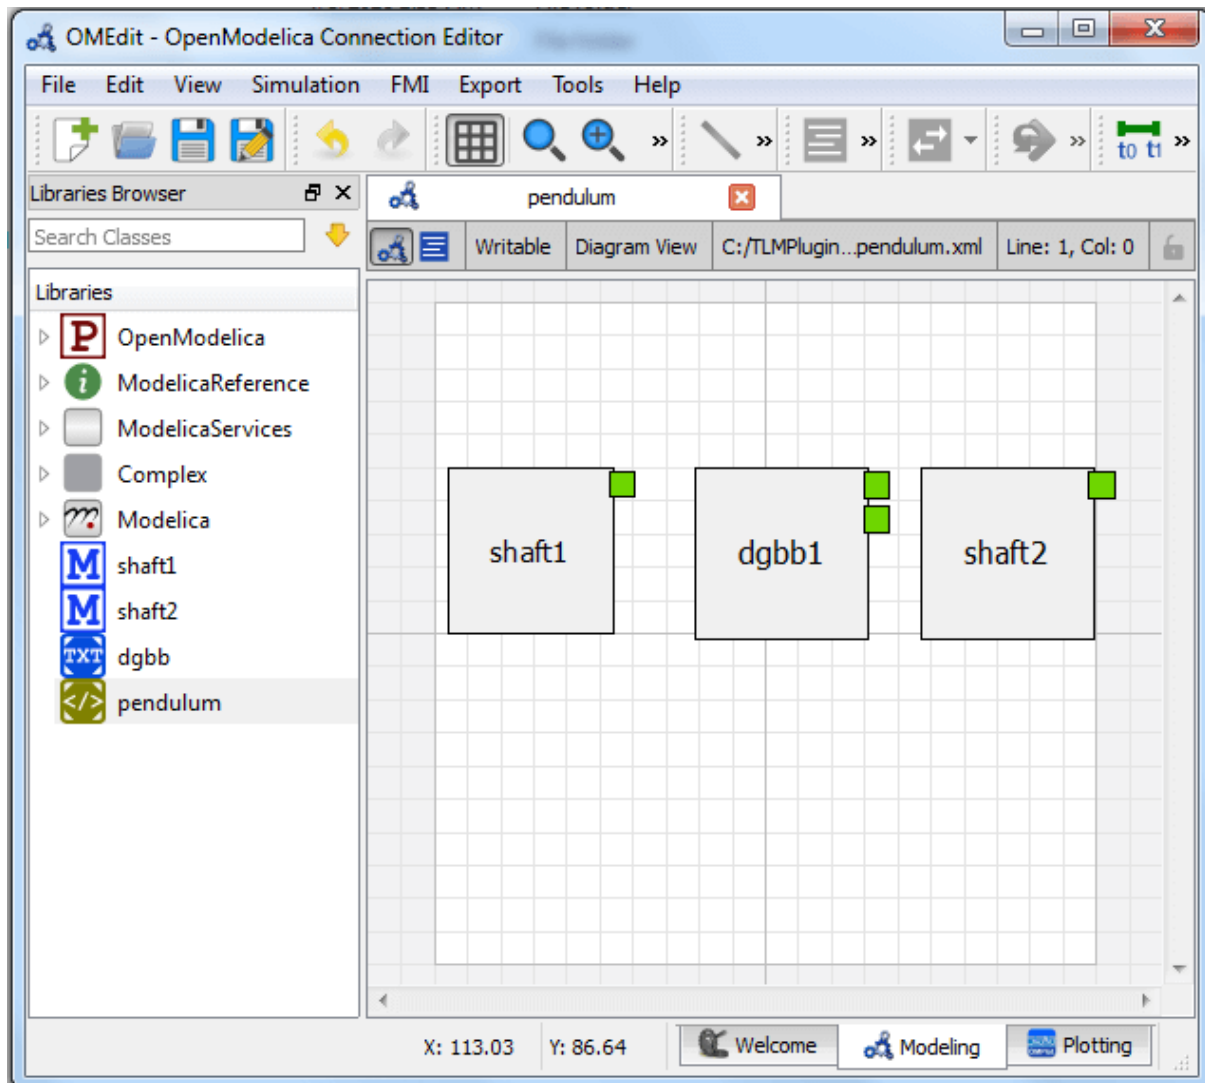 OMEdit - OpenModelica Connection Editor
X
File Edit View Simulation FMI Export Tools Help
» » » » t0 t1 »
Libraries Browser
pendulum
Search Classes
Writable Diagram View C:/TLMPlugin...pendulum.xml Line: 1, Col: 0
Libraries
P OpenModelica
i ModelicaReference
ModelicaServices
Complex
Modelica
M shaft1
M shaft2
TXT dgbb
</> pendulum
shaft1 dgbb1 shaft2
X: 113.03 Y: 86.64 Welcome Modeling Plotting